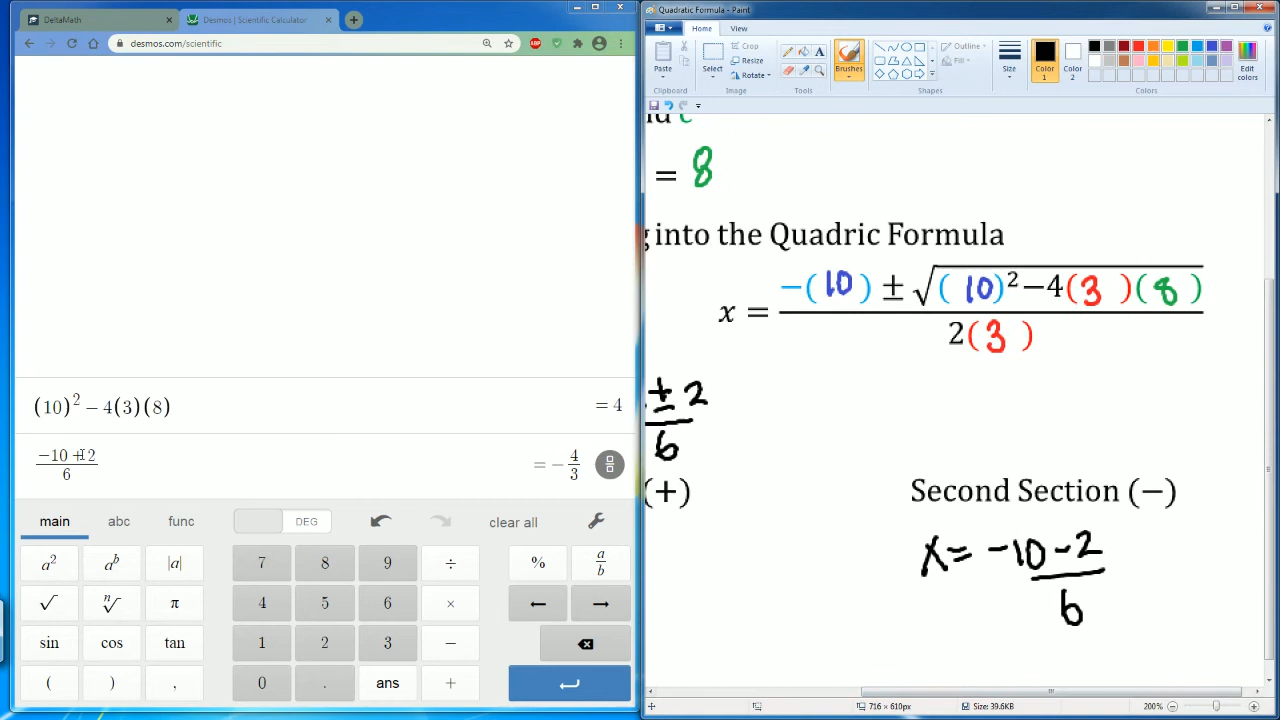 DeltaMath
Desmos | Scientific Calculator
desmos.com/scientific
ABP
(10)² − 4(3)(8) = 4
−10 + 2
6
= − 4/3
main abc func DEG clear all
a² aᵇ |a| 7 8 9 ÷ % a/b
√ ⁿ√ π 4 5 6 ×
sin cos tan 1 2 3 −
( ) , 0 . ans +
Quadratic Formula - Paint
Home View
Paste Select Crop Resize Rotate A Brushes Outline Fill Size Color 1 Color 2 Edit colors
Clipboard Image Tools Shapes Colors
nd c
= 8
g into the Quadric Formula
x = −(10) ± √(10)² −4(3)(8)
2(3)
± 2
6
(+)
Second Section (−)
x = -10 - 2
6
716 × 610px Size: 39.6KB 200%